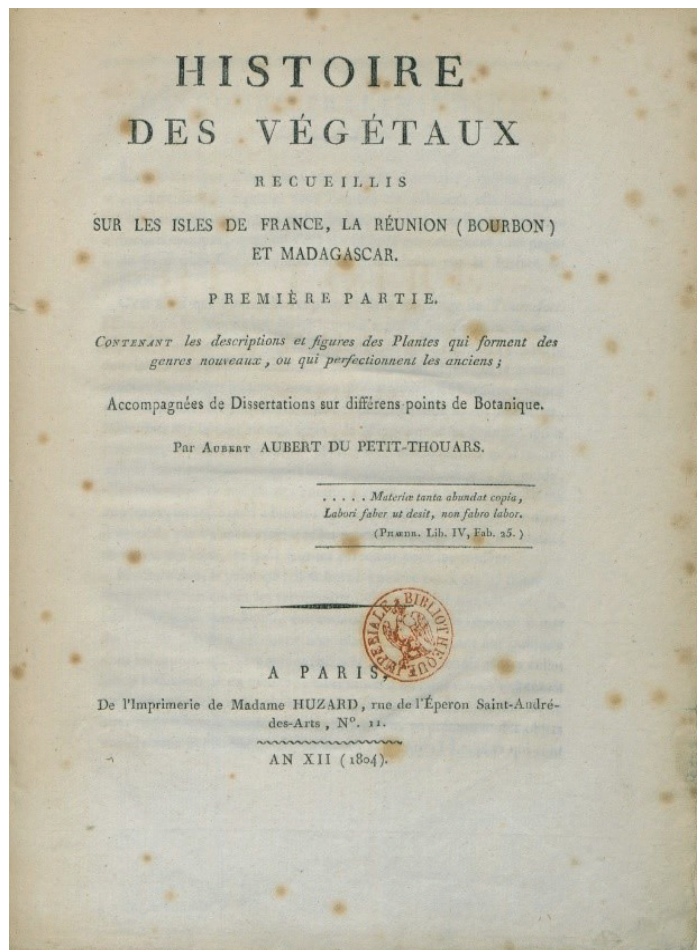 HISTOIRE
DES VÉGÉTAUX
RECUEILLIS
SUR LES ISLES DE FRANCE, LA RÉUNION (BOURBON)
ET MADAGASCAR.
PREMIÈRE PARTIE.
CONTENANT les descriptions et figures des Plantes qui forment des
genres nouveaux, ou qui perfectionnent les anciens;
Accompagnées de Dissertations sur différens points de Botanique.
Par AUBERT AUBERT DU PETIT-THOUARS.
. . . . . Materiæ tanta abundat copia,
Labori faber ut desit, non fabro labor.
(PHÆDR. Lib. IV, Fab. 25.)
BIBLIOTHEQUE IMPERIALE
A PARIS,
De l'Imprimerie de Madame HUZARD, rue de l'Éperon Saint-André-
des-Arts, N°. 11.
AN XII (1804).